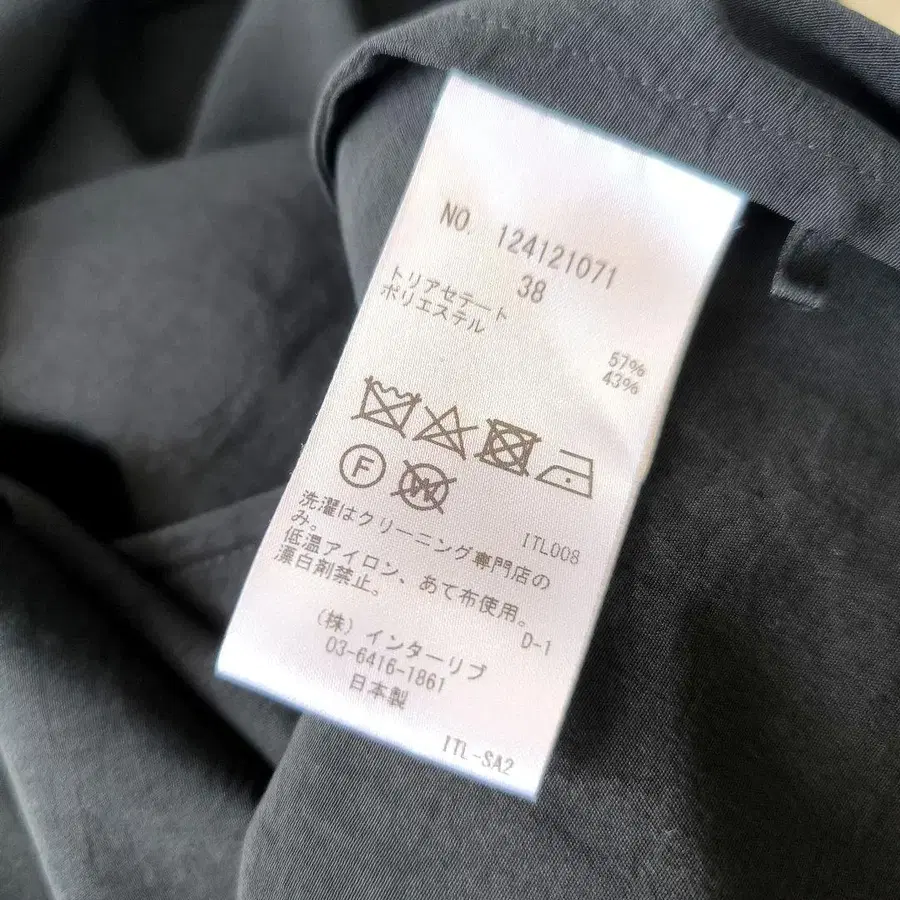 NO. 124121071
38
トリアセテート 57%
ポリエステル 43%
F
W
ITL008
洗濯はクリーニング専門店の
み。
低温アイロン、あて布使用。
漂白剤禁止。
D-1
(株)インターリブ
03-6416-1861
日本製
ITL-SA2